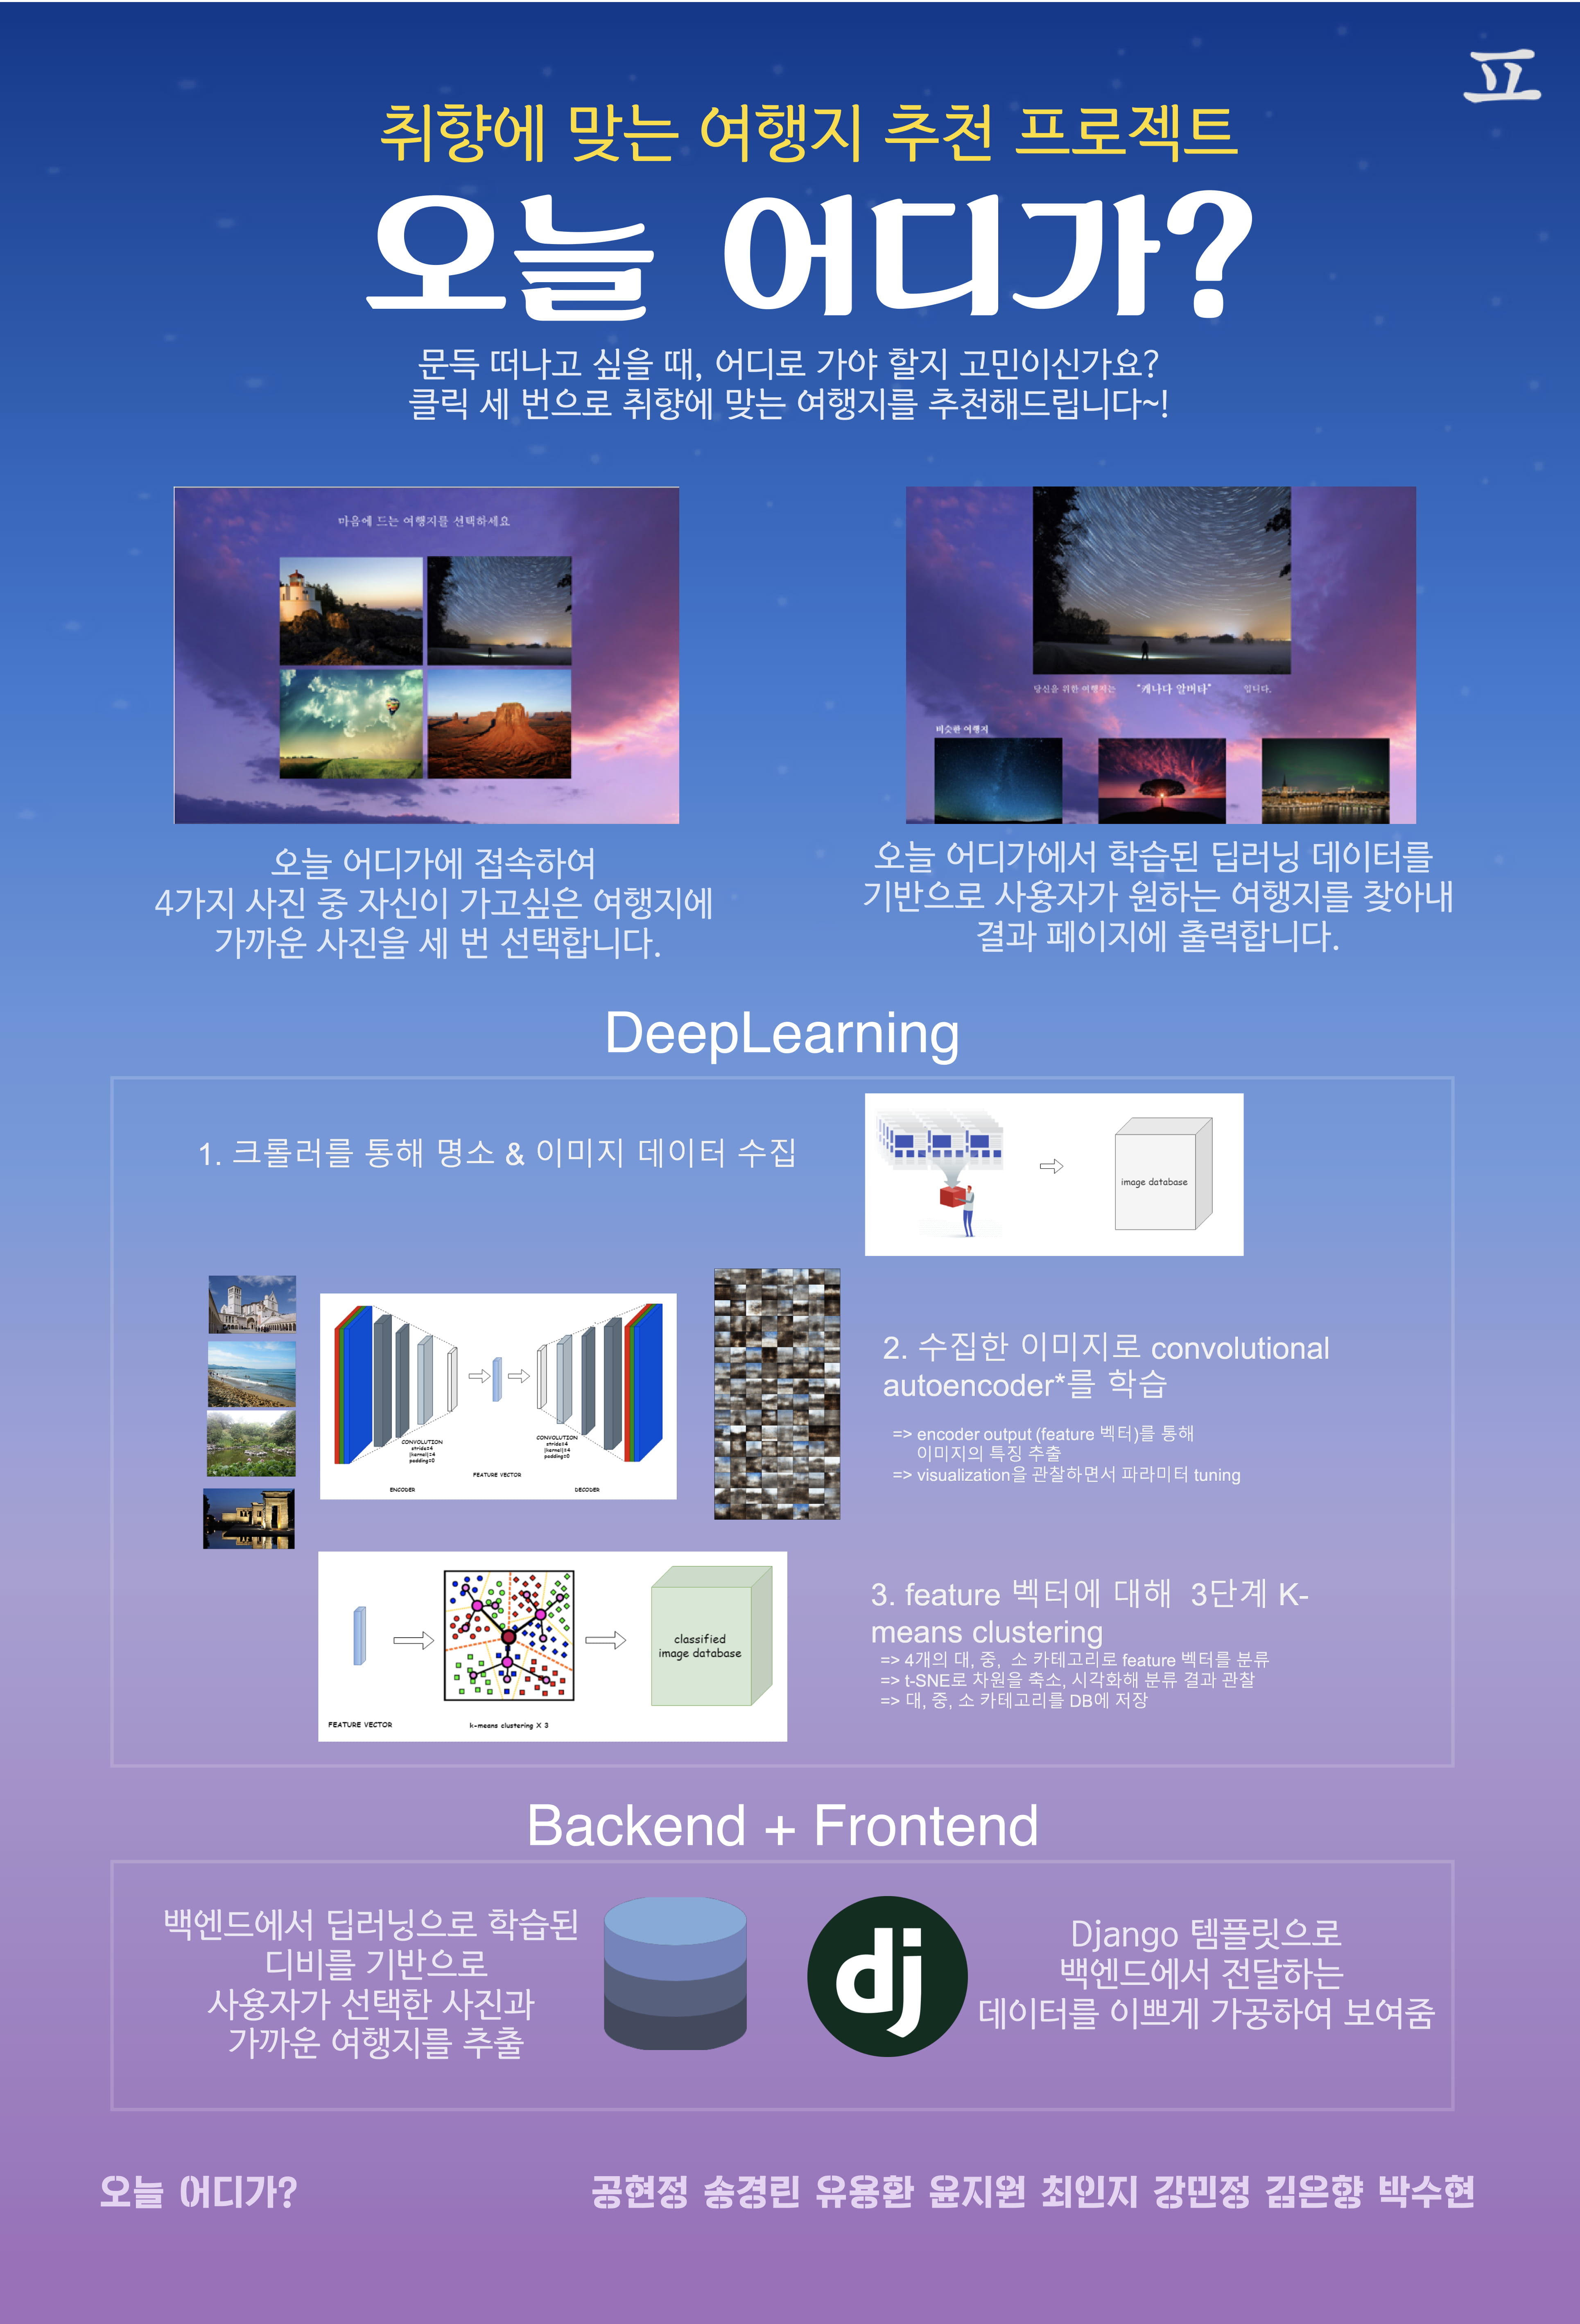 프
취향에 맞는 여행지 추천 프로젝트
오늘 어디가?
문득 떠나고 싶을 때, 어디로 가야 할지 고민이신가요?
클릭 세 번으로 취향에 맞는 여행지를 추천해드립니다~!
마음에 드는 여행지를 선택하세요
당신을 위한 여행지는 "캐나다 알버타" 입니다.
비슷한 여행지
오늘 어디가에 접속하여
4가지 사진 중 자신이 가고싶은 여행지에
가까운 사진을 세 번 선택합니다.
오늘 어디가에서 학습된 딥러닝 데이터를
기반으로 사용자가 원하는 여행지를 찾아내
결과 페이지에 출력합니다.
DeepLearning
1. 크롤러를 통해 명소 & 이미지 데이터 수집
image database
CONVOLUTION
stride=4
|kernel|=4
padding=0
CONVOLUTION
stride=4
|kernel|=4
padding=0
FEATURE VECTOR
ENCODER
DECODER
2. 수집한 이미지로 convolutional
autoencoder*를 학습
=> encoder output (feature 벡터)를 통해
이미지의 특징 추출
=> visualization을 관찰하면서 파라미터 tuning
classified
image database
FEATURE VECTOR
k-means clustering X 3
3. feature 벡터에 대해 3단계 K-
means clustering
=> 4개의 대, 중, 소 카테고리로 feature 벡터를 분류
=> t-SNE로 차원을 축소, 시각화해 분류 결과 관찰
=> 대, 중, 소 카테고리를 DB에 저장
Backend + Frontend
백엔드에서 딥러닝으로 학습된
디비를 기반으로
사용자가 선택한 사진과
가까운 여행지를 추출
dj
Django 템플릿으로
백엔드에서 전달하는
데이터를 이쁘게 가공하여 보여줌
오늘 어디가?
공현정 송경린 유용환 윤지원 최인지 강민정 김은향 박수현